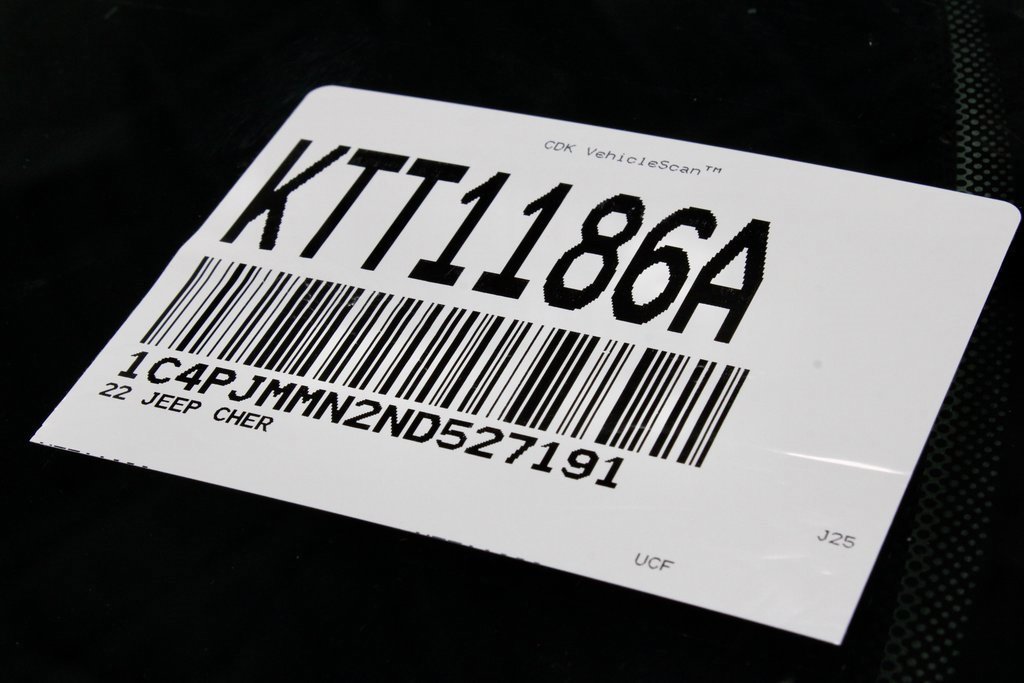 CDK VehicleScan™
KTT1186A
1C4PJMMN2ND527191
22 JEEP CHER
J25
UCF